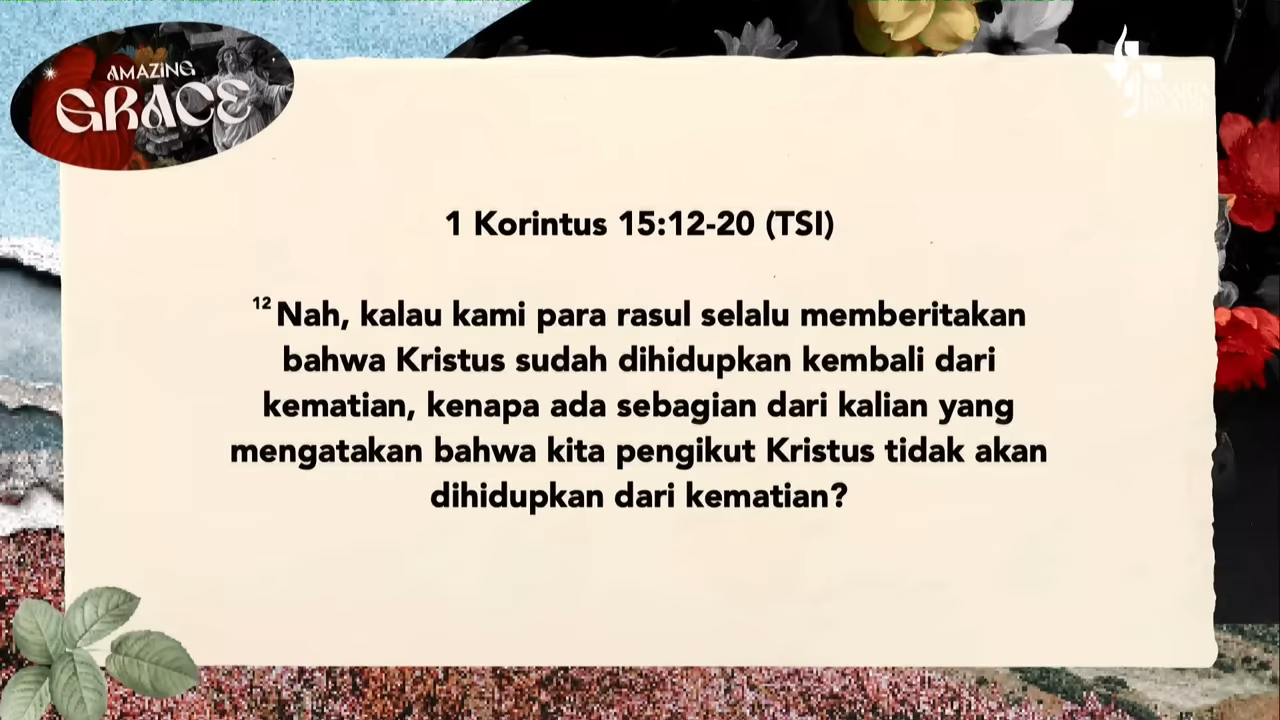 AMAZING
GRACE
1 Korintus 15:12-20 (TSI)
12 Nah, kalau kami para rasul selalu memberitakan
bahwa Kristus sudah dihidupkan kembali dari
kematian, kenapa ada sebagian dari kalian yang
mengatakan bahwa kita pengikut Kristus tidak akan
dihidupkan dari kematian?